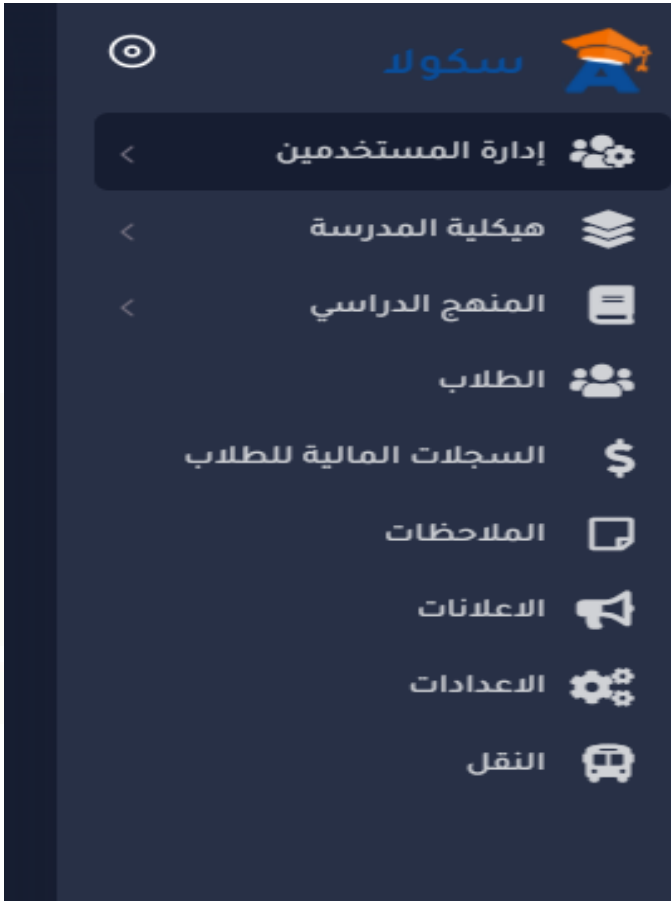 سكولا
إدارة المستخدمين
هيكلية المدرسة
المنهج الدراسي
الطلاب
السجلات المالية للطلاب
الملاحظات
الاعلانات
الاعدادات
النقل